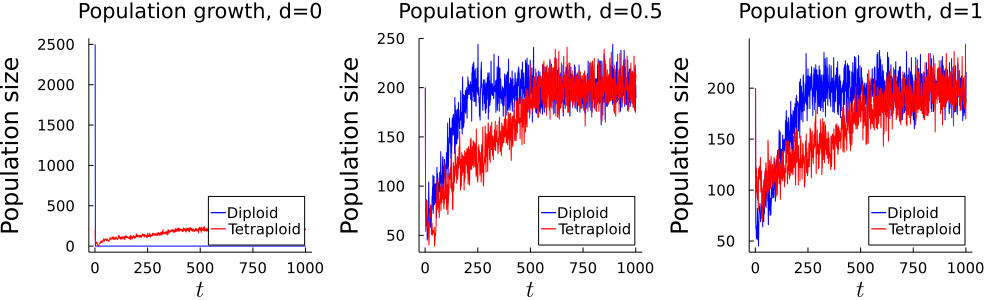 Population growth, d=0
Population size
2500
2000
1500
1000
500
0
0
250
500
750
1000
t
Diploid
Tetraploid
Population growth, d=0.5
Population size
250
200
150
100
50
0
250
500
750
1000
t
Diploid
Tetraploid
Population growth, d=1
Population size
200
150
100
50
0
250
500
750
1000
t
Diploid
Tetraploid